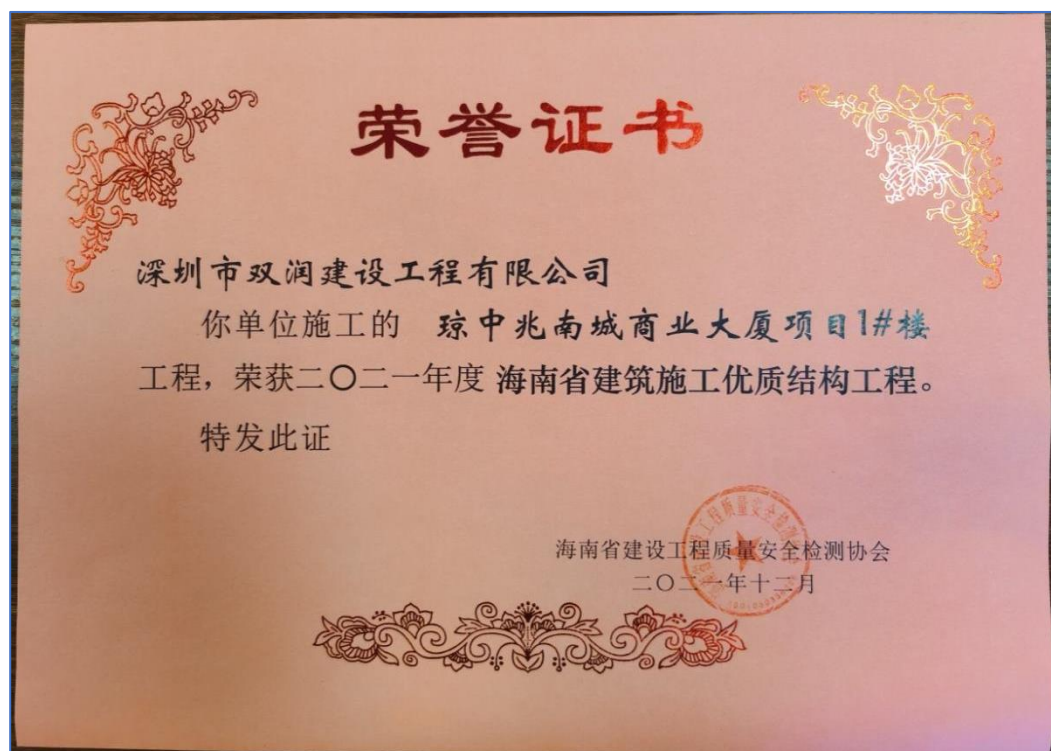 荣誉证书
深圳市双润建设工程有限公司
你单位施工的 琼中兆南城商业大厦项目1#楼
工程，荣获二〇二一年度 海南省建筑施工优质结构工程。
特发此证
海南省建设工程质量安全检测协会
二〇二一年十二月